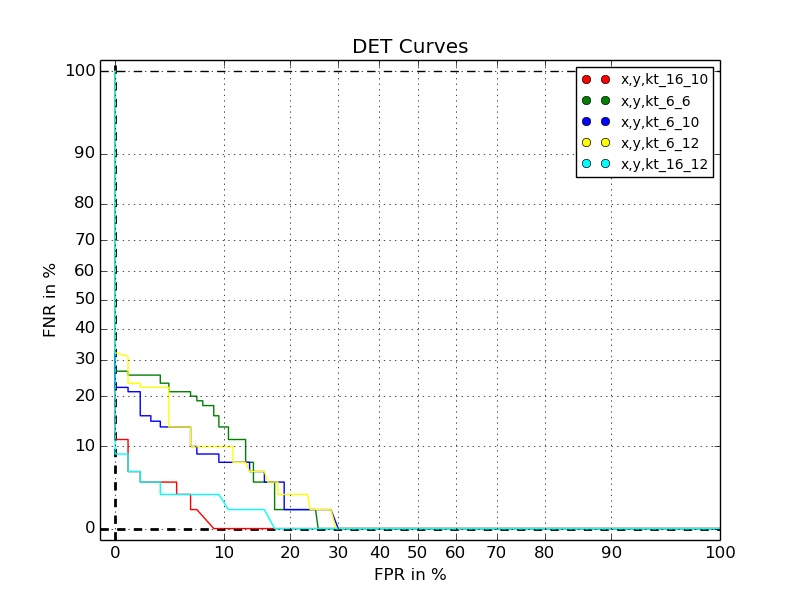 DET Curves
x,y,kt_16_10
x,y,kt_6_6
x,y,kt_6_10
x,y,kt_6_12
x,y,kt_16_12
100
90
80
70
60
50
40
30
20
10
0
FNR in %
0 10 20 30 40 50 60 70 80 90 100
FPR in %